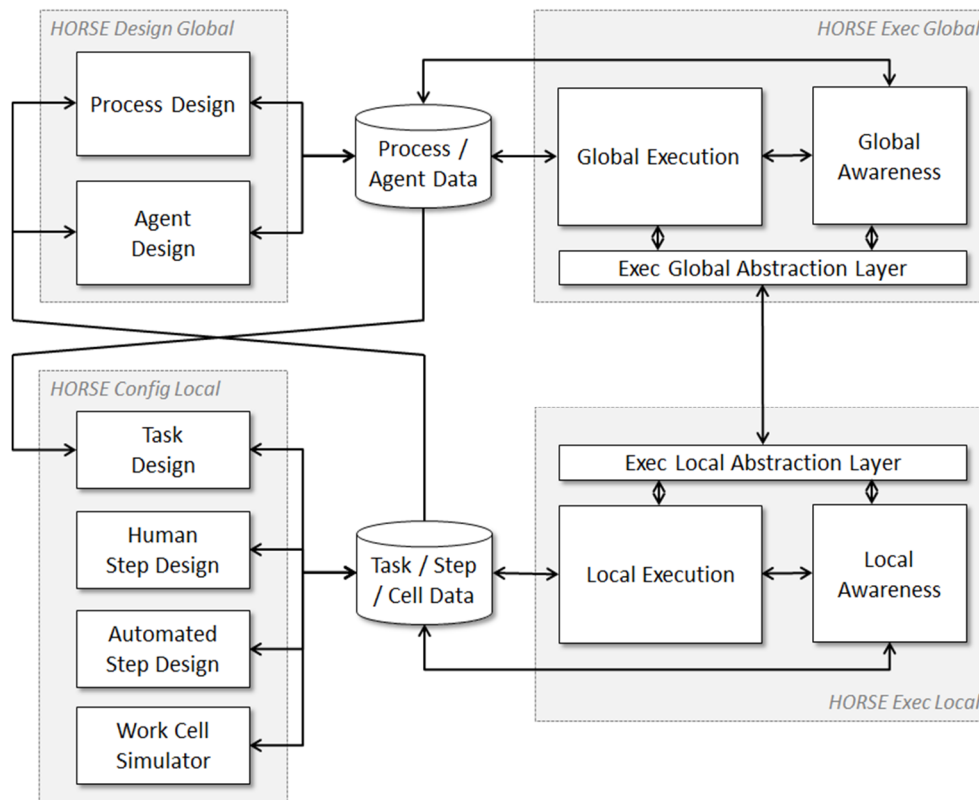 HORSE Design Global
Process Design
Agent
Design
Process /
Agent Data
HORSE Exec Global
Global Execution
Global
Awareness
Exec Global Abstraction Layer
HORSE Config Local
Task
Design
Human
Step Design
Automated
Step Design
Work Cell
Simulator
Task / Step
/ Cell Data
Exec Local Abstraction Layer
Local Execution
Local
Awareness
HORSE Exec Local